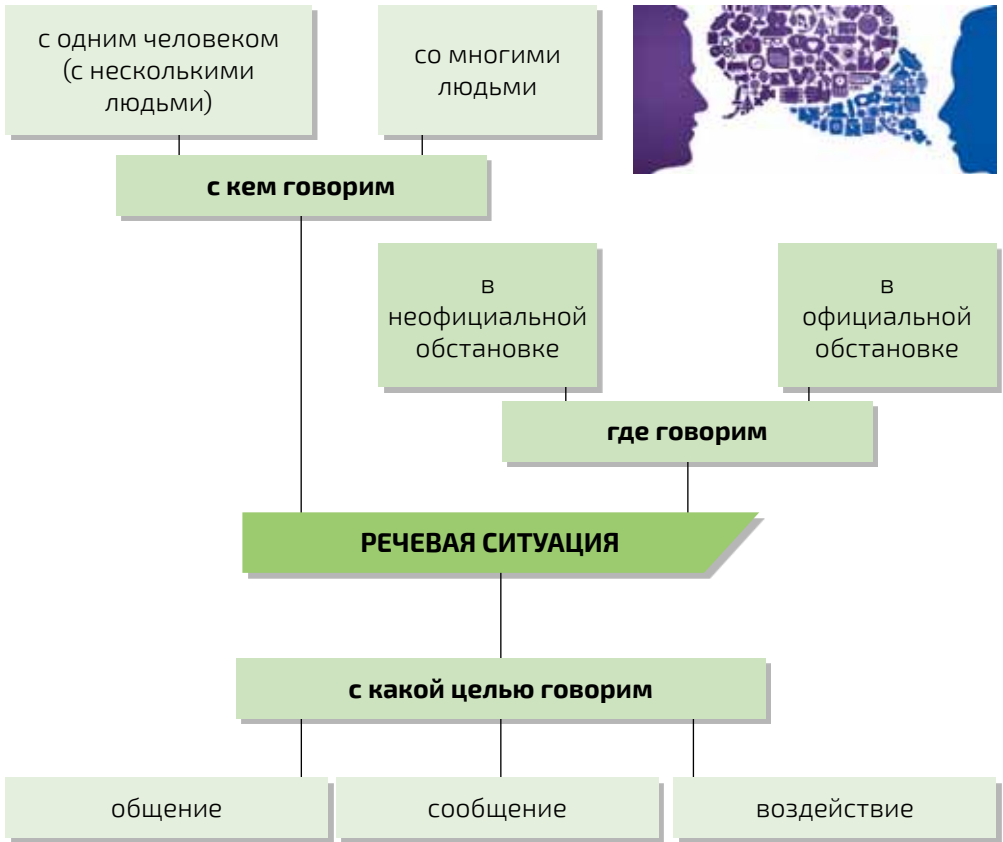 с одним человеком
(с несколькими
людьми)
со многими
людьми
с кем говорим
в
неофициальной
обстановке
в
официальной
обстановке
где говорим
РЕЧЕВАЯ СИТУАЦИЯ
с какой целью говорим
общение
сообщение
воздействие